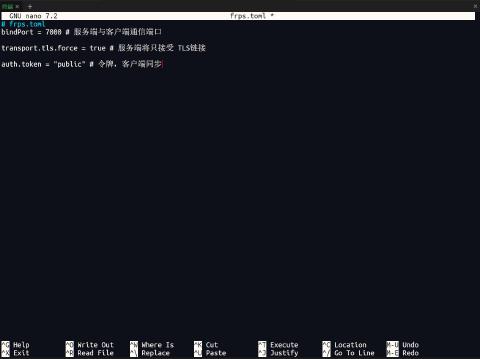 终端 × +
GNU nano 7.2 frps.toml *
# frps.toml
bindPort = 7000 # 服务端与客户端通信端口
transport.tls.force = true # 服务端将只接受 TLS链接
auth.token = "public" # 令牌，客户端同步
^G Help ^O Write Out ^W Where Is ^K Cut ^T Execute ^C Location M-U Undo
^X Exit ^R Read File ^\ Replace ^U Paste ^J Justify ^/ Go To Line M-E Redo